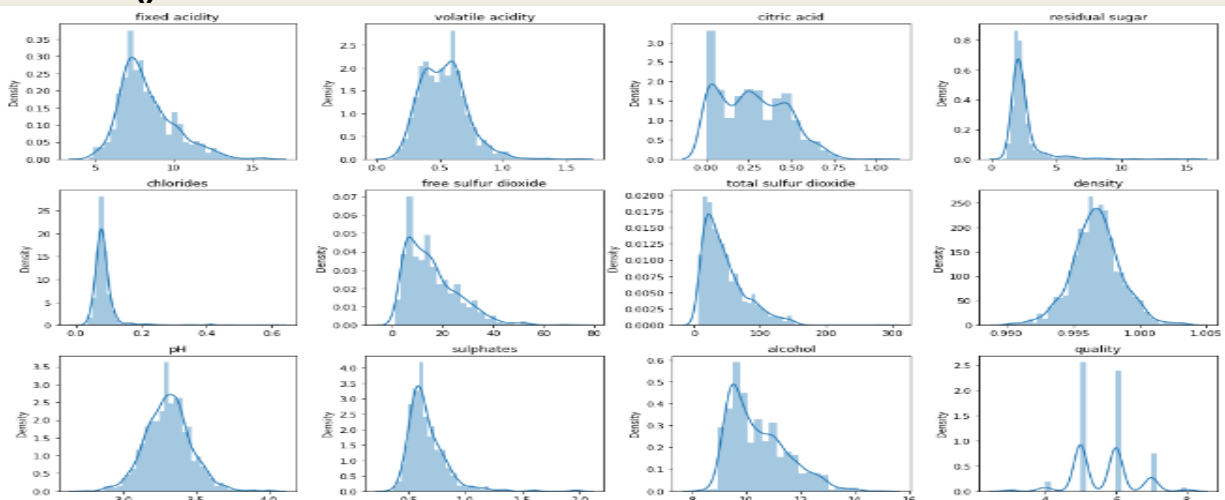 fixed acidity
volatile acidity
citric acid
residual sugar
Density
0.35
0.30
0.25
0.20
0.15
0.10
0.05
0.00
5 10 15
Density
2.5
2.0
1.5
1.0
0.5
0.0
0.0 0.5 1.0 1.5
Density
3.0
2.5
2.0
1.5
1.0
0.5
0.0
0.00 0.25 0.50 0.75 1.00
Density
0.8
0.6
0.4
0.2
0.0
0 5 10 15
chlorides
free sulfur dioxide
total sulfur dioxide
density
Density
25
20
15
10
5
0
0.0 0.2 0.4 0.6
Density
0.07
0.06
0.05
0.04
0.03
0.02
0.01
0.00
0 20 40 60 80
Density
0.0200
0.0175
0.0150
0.0125
0.0100
0.0075
0.0050
0.0025
0.0000
0 100 200 300
Density
250
200
150
100
50
0
0.990 0.995 1.000 1.005
pH
sulphates
alcohol
quality
Density
3.5
3.0
2.5
2.0
1.5
1.0
0.5
0.0
3.0 3.5 4.0
Density
4.0
3.5
3.0
2.5
2.0
1.5
1.0
0.5
0.0
0.5 1.0 1.5 2.0
Density
0.6
0.5
0.4
0.3
0.2
0.1
0.0
8 10 12 14 16
Density
2.5
2.0
1.5
1.0
0.5
0.0
4 6 8